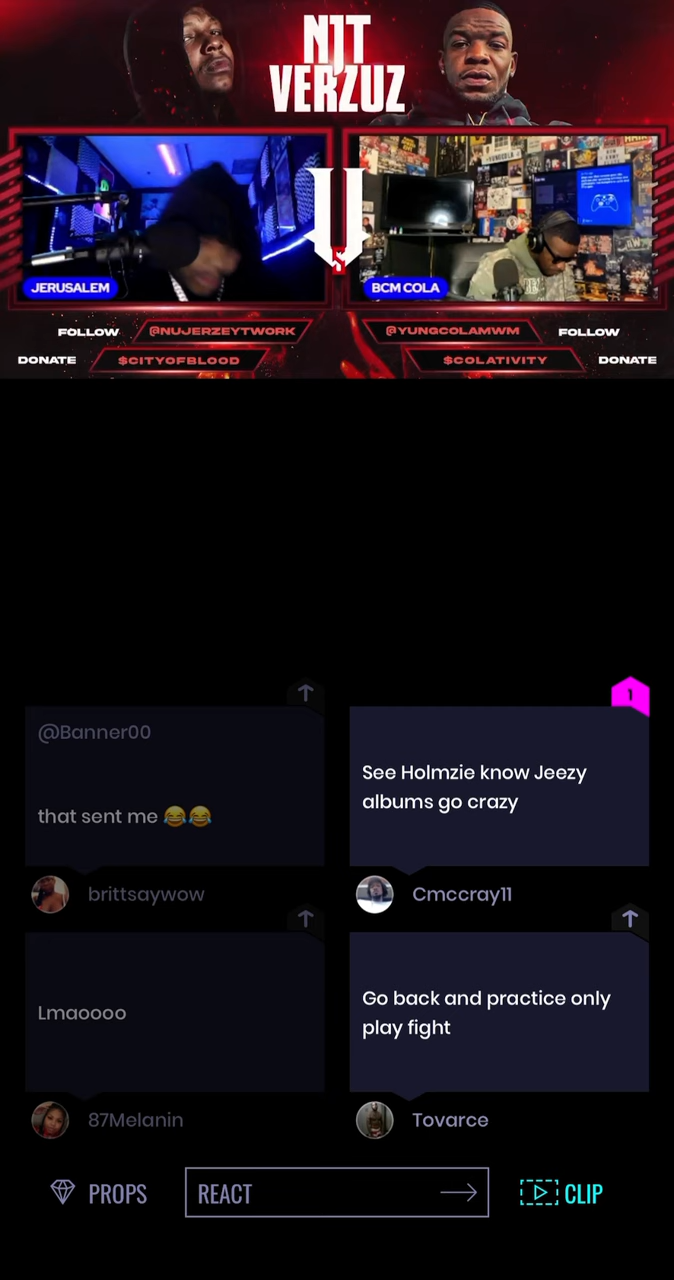 NJT
VERZUZ
JERUSALEM
BCM COLA
FOLLOW
@NUJERZEYTWORK
@YUNGCOLAMWM
FOLLOW
DONATE
$CITYOFBLOOD
$COLATIVITY
DONATE
1
@Banner00
that sent me 😂😂
See Holmzie know Jeezy
albums go crazy
brittsaywow
Cmccray11
Lmaoooo
Go back and practice only
play fight
87Melanin
Tovarce
PROPS
REACT
CLIP